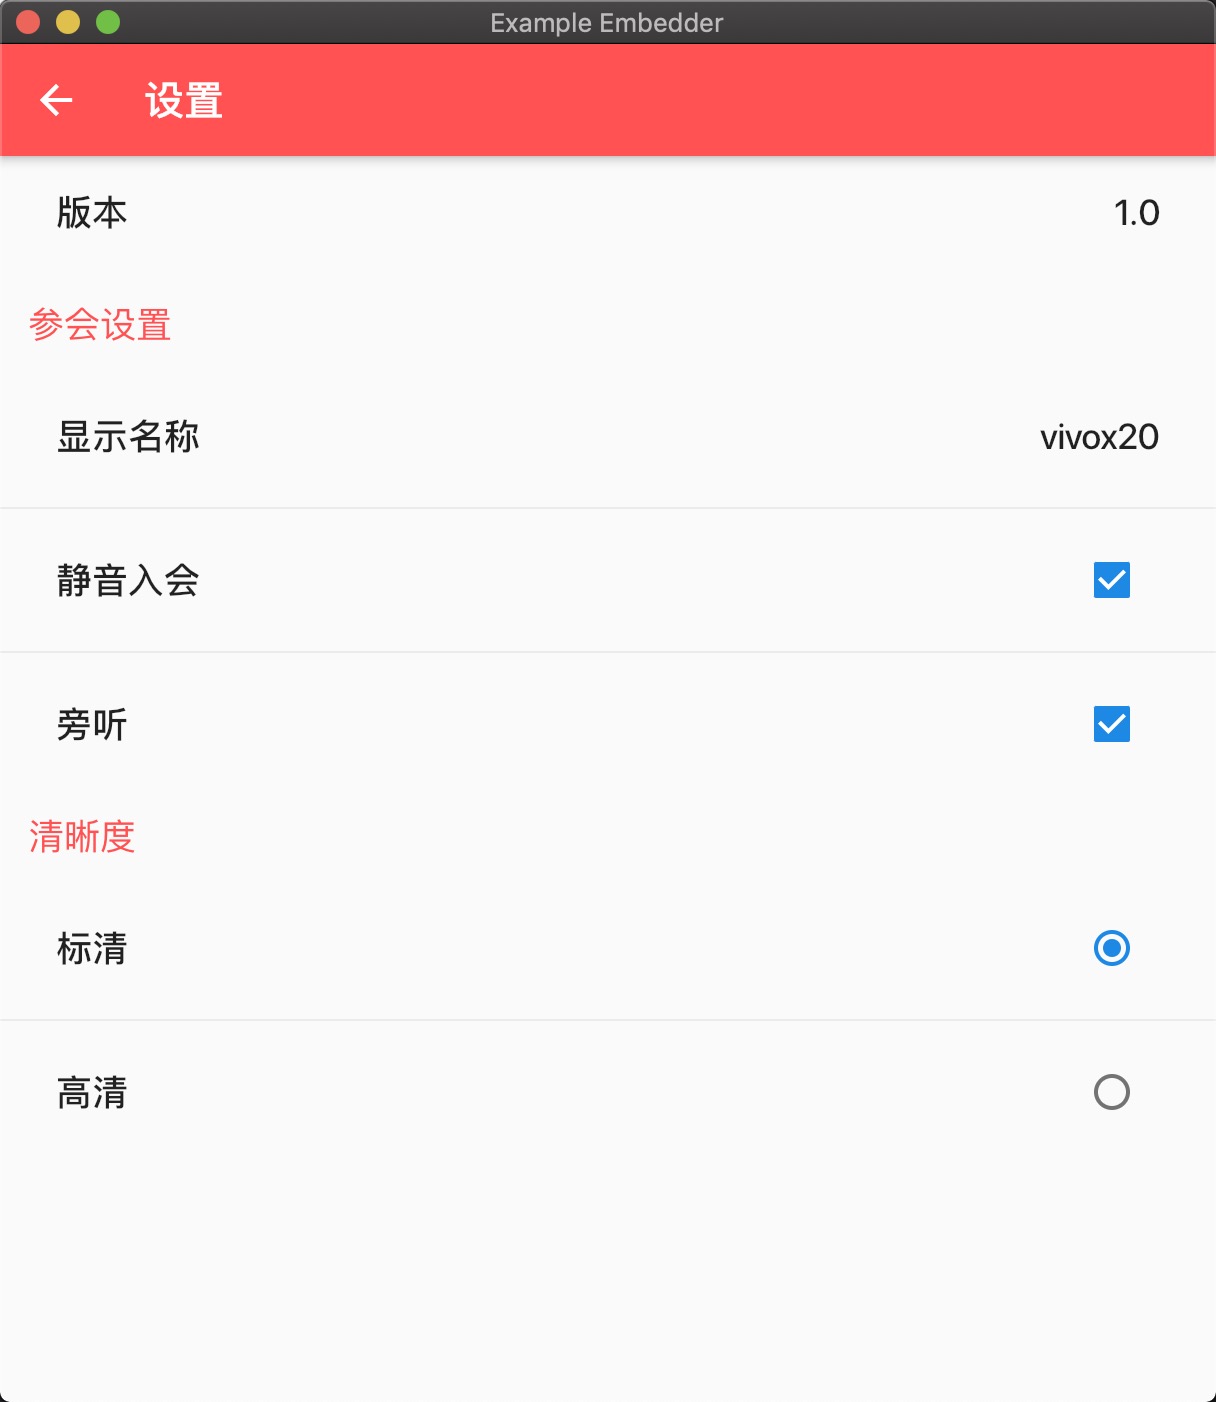 Example Embedder
设置
版本 1.0
参会设置
显示名称 vivox20
静音入会
旁听
清晰度
标清
高清